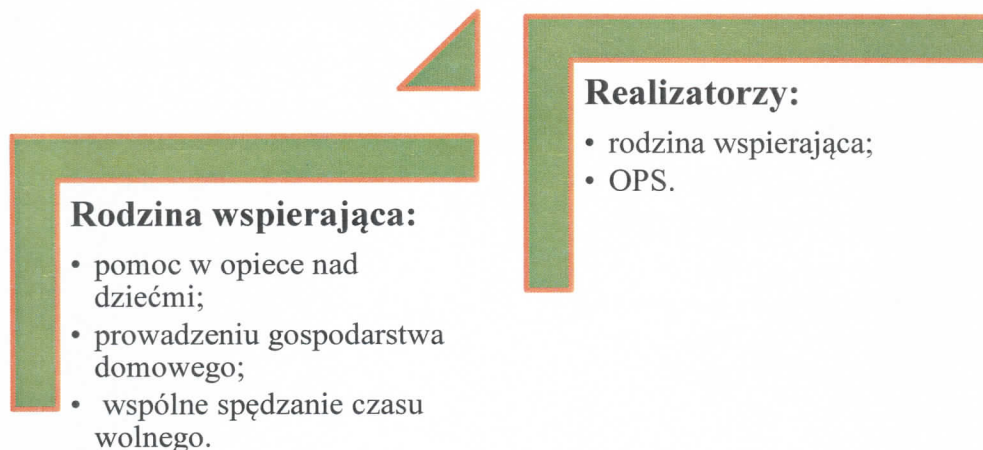 Rodzina wspierająca:
• pomoc w opiece nad
dziećmi;
• prowadzeniu gospodarstwa
domowego;
• wspólne spędzanie czasu
wolnego.
Realizatorzy:
• rodzina wspierająca;
• OPS.